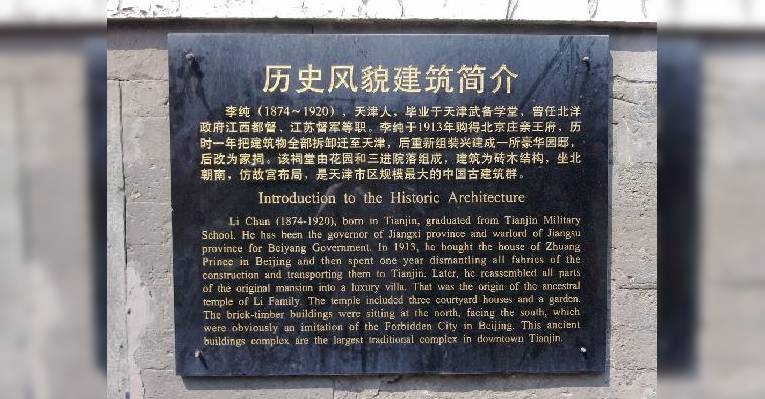 历史风貌建筑简介
李纯（1874～1920），天津人，毕业于天津武备学堂，曾任北洋
政府江西都督、江苏督军等职。李纯于1913年购得北京庄亲王府，历
时一年把建筑物全部拆卸迁至天津，后重新组装兴建成一所豪华园邸，
后改为家祠。该祠堂由花园和三进院落组成，建筑为砖木结构，坐北
朝南，仿故宫布局，是天津市区规模最大的中国古建筑群。
Introduction to the Historic Architecture
Li Chun (1874-1920), born in Tianjin, graduated from Tianjin Military
School. He has been the governor of Jiangxi province and warlord of Jiangsu
province for Beiyang Government. In 1913, he bought the house of Zhuang
Prince in Beijing and then spent one year dismantling all fabrics of the
construction and transporting them to Tianjin. Later, he reassembled all parts
of the original mansion into a luxury villa. That was the origin of the ancestral
temple of Li Family. The temple included three courtyard houses and a garden.
The brick-timber buildings were sitting at the north, facing the south, which
were obviously an imitation of the Forbidden City in Beijing. This ancient
buildings complex are the largest traditional complex in downtown Tianjin.